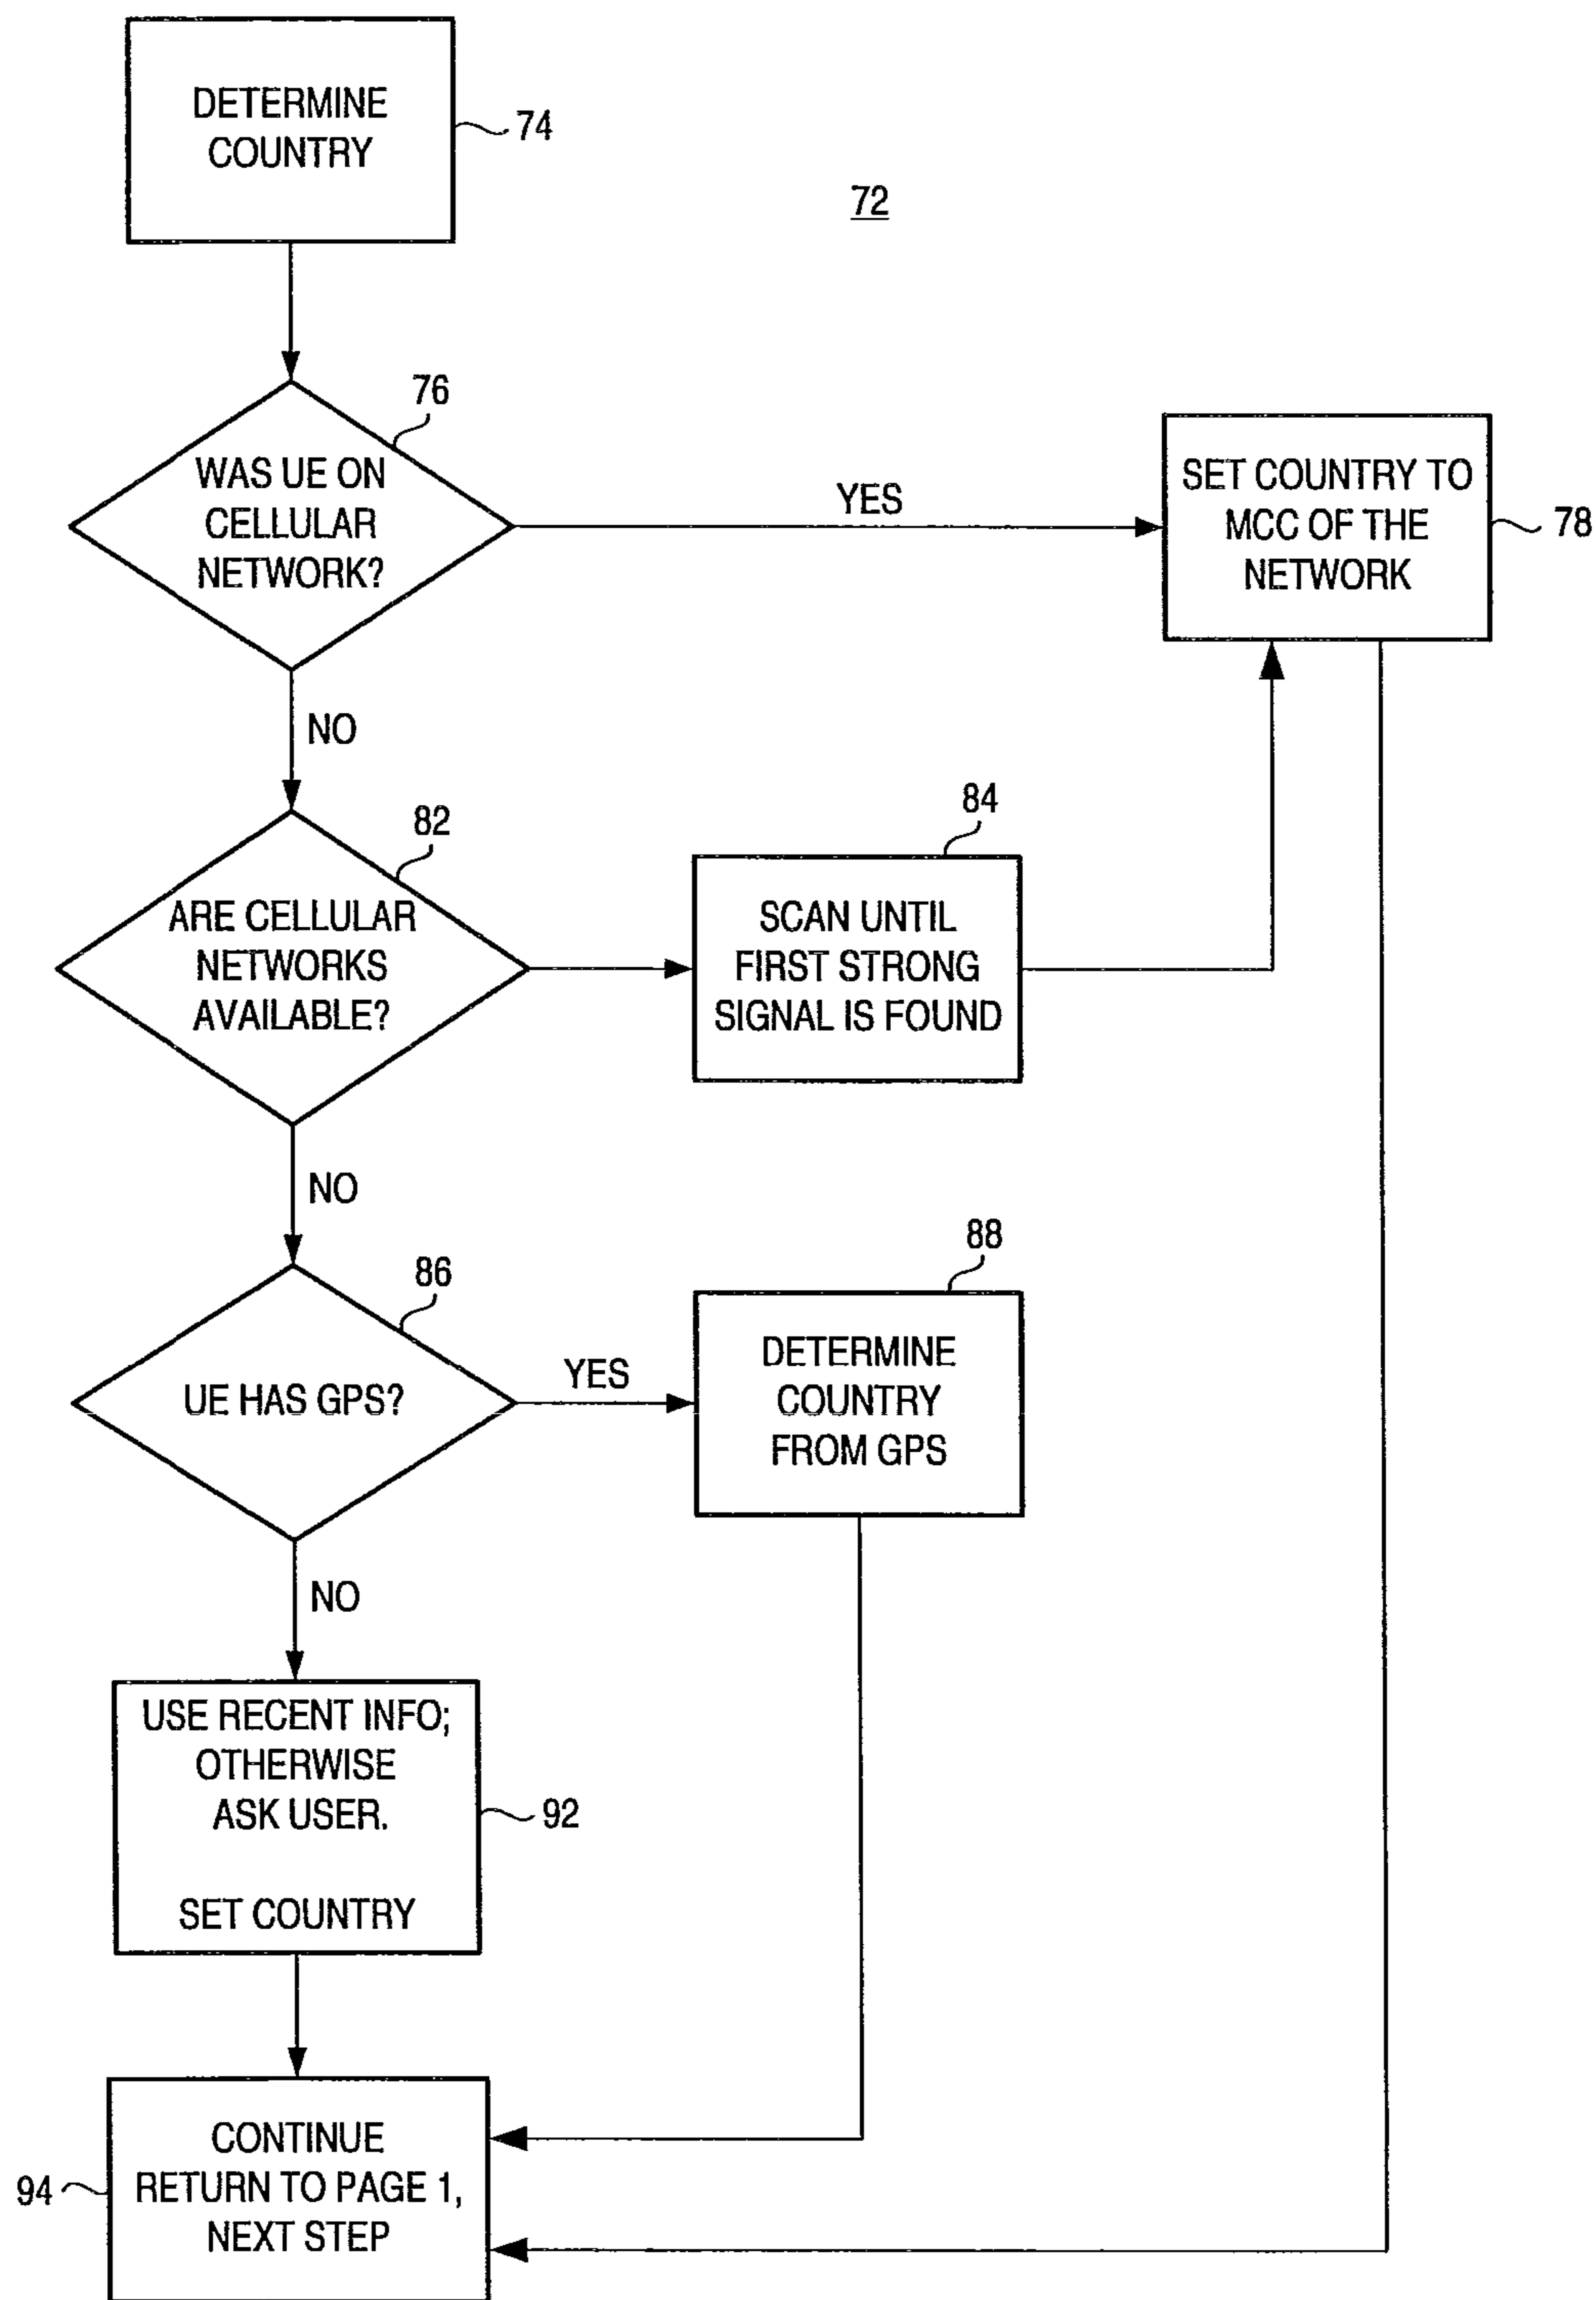 DETERMINE
COUNTRY
74
72
76
WAS UE ON
CELLULAR
NETWORK?
YES
SET COUNTRY TO
MCC OF THE
NETWORK
78
NO
82
ARE CELLULAR
NETWORKS
AVAILABLE?
84
SCAN UNTIL
FIRST STRONG
SIGNAL IS FOUND
NO
86
UE HAS GPS?
YES
88
DETERMINE
COUNTRY
FROM GPS
NO
USE RECENT INFO;
OTHERWISE
ASK USER.
SET COUNTRY
92
94
CONTINUE
RETURN TO PAGE 1,
NEXT STEP